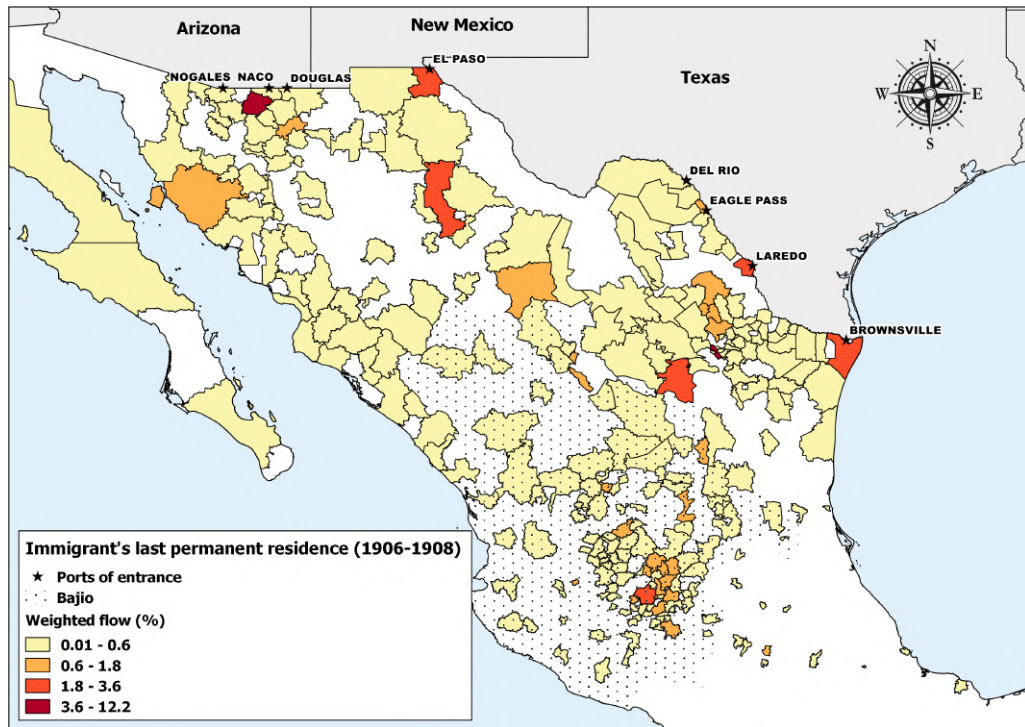 Arizona
New Mexico
Texas
EL PASO
NOGALES
NACO
DOUGLAS
N
W
E
S
DEL RIO
EAGLE PASS
LAREDO
BROWNSVILLE
Immigrant's last permanent residence (1906-1908)
Ports of entrance
Bajio
Weighted flow (%)
0.01 - 0.6
0.6 - 1.8
1.8 - 3.6
3.6 - 12.2